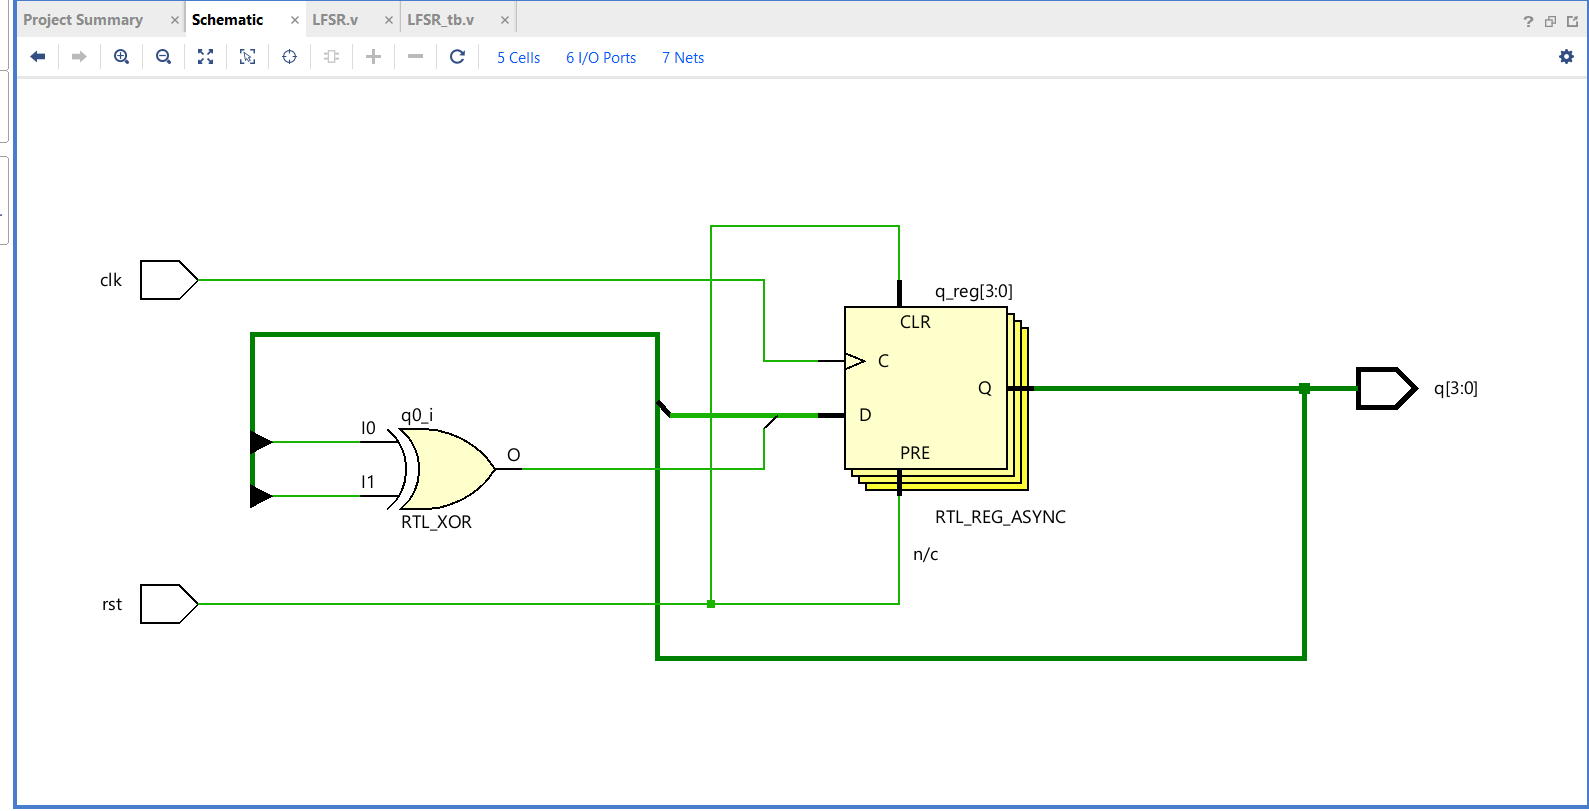 Project Summary × Schematic × LFSR.v × LFSR_tb.v ×
?
5 Cells 6 I/O Ports 7 Nets
clk
q_reg[3:0]
CLR
C
Q
q[3:0]
q0_i
D
I0
O
PRE
I1
RTL_XOR
RTL_REG_ASYNC
n/c
rst